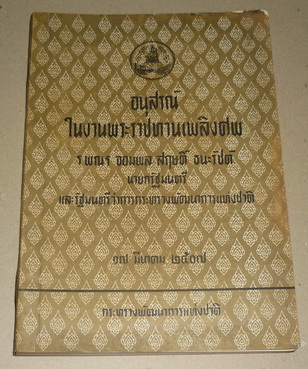 อนุสรณ์
ในงานพระราชทานเพลิงศพ
ฯ พณฯ จอมพล สฤษดิ์ ธนะรัชต์
นายกรัฐมนตรี
และรัฐมนตรีว่าการกระทรวงพัฒนาการแห่งชาติ
๑๗ มีนาคม ๒๕๐๗
กระทรวงพัฒนาการแห่งชาติ